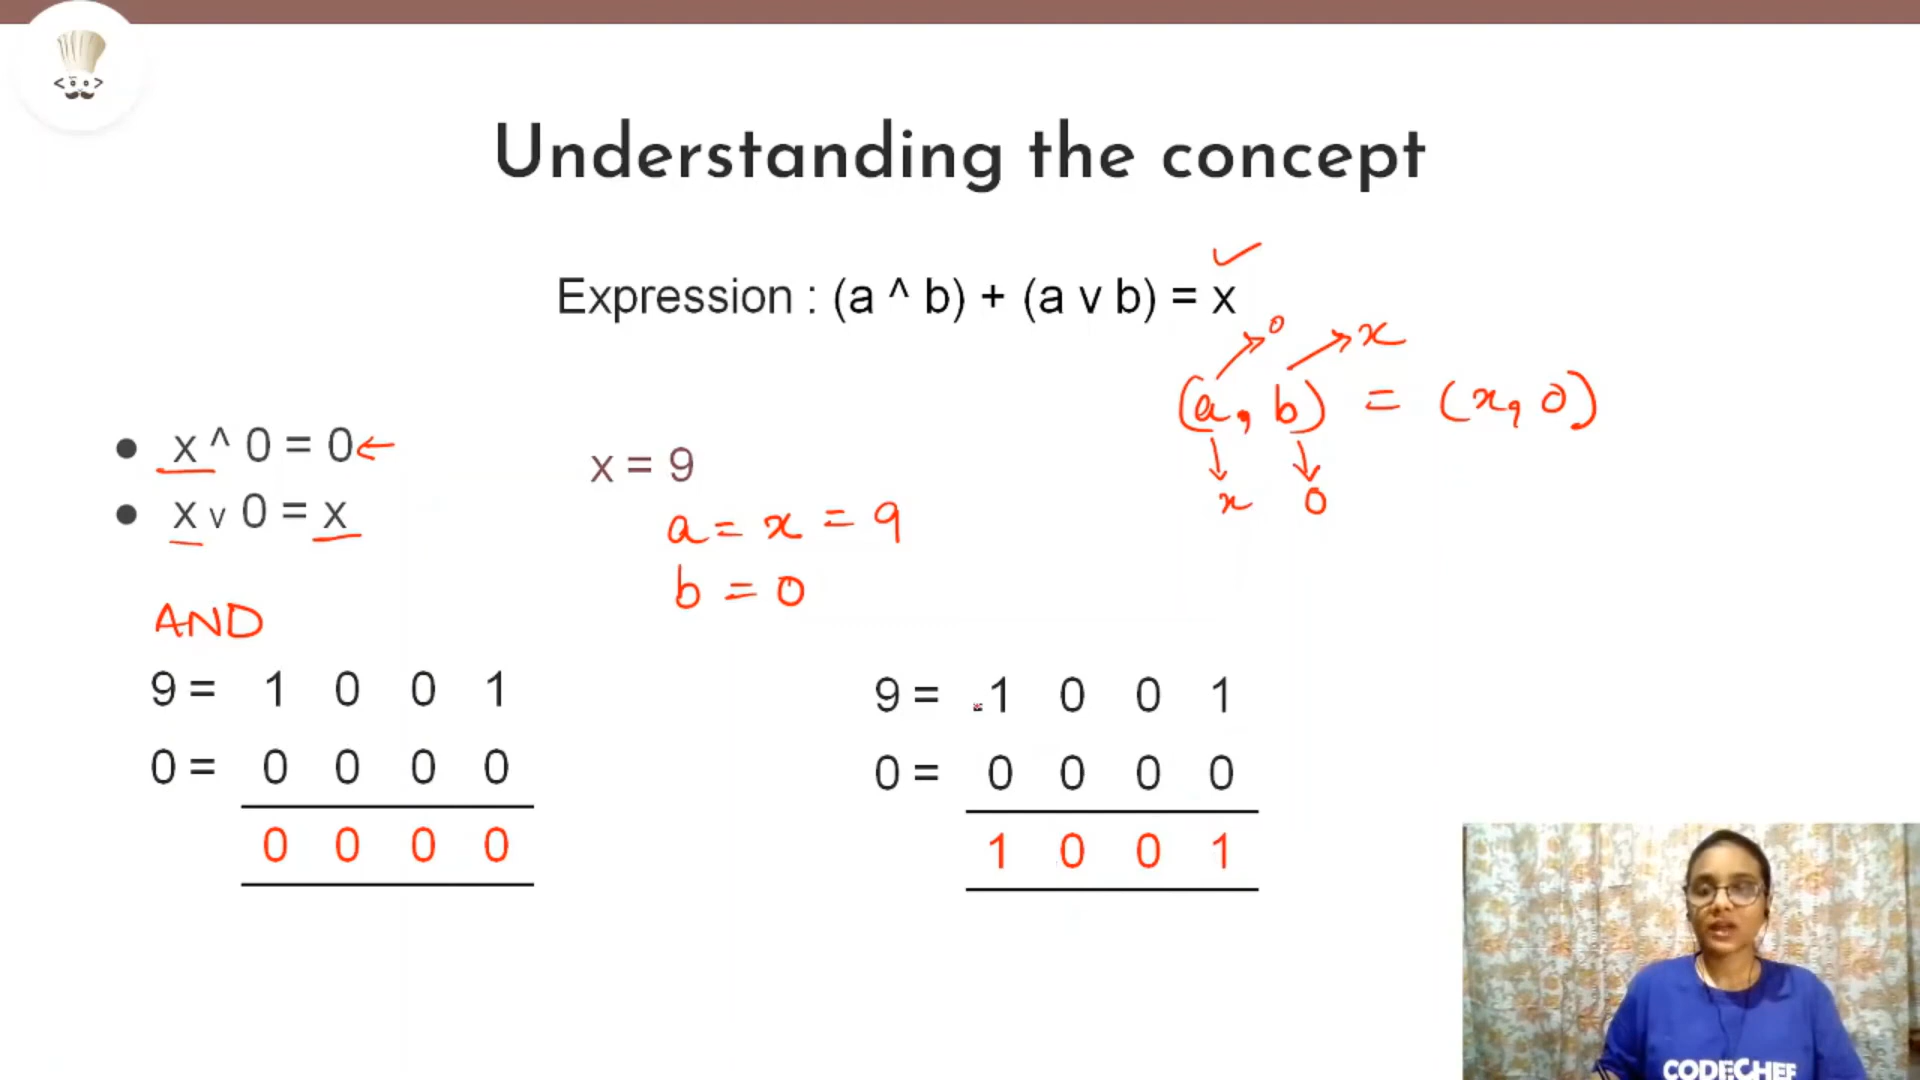 Understanding the concept
Expression : (a ^ b) + (a v b) = x
0 x
(a, b) = (x, 0)
x 0
x ^ 0 = 0
x v 0 = x
x = 9
a = x = 9
b = 0
AND
9 = 1 0 0 1
0 = 0 0 0 0
0 0 0 0
9 = 1 0 0 1
0 = 0 0 0 0
1 0 0 1
CODECHEF